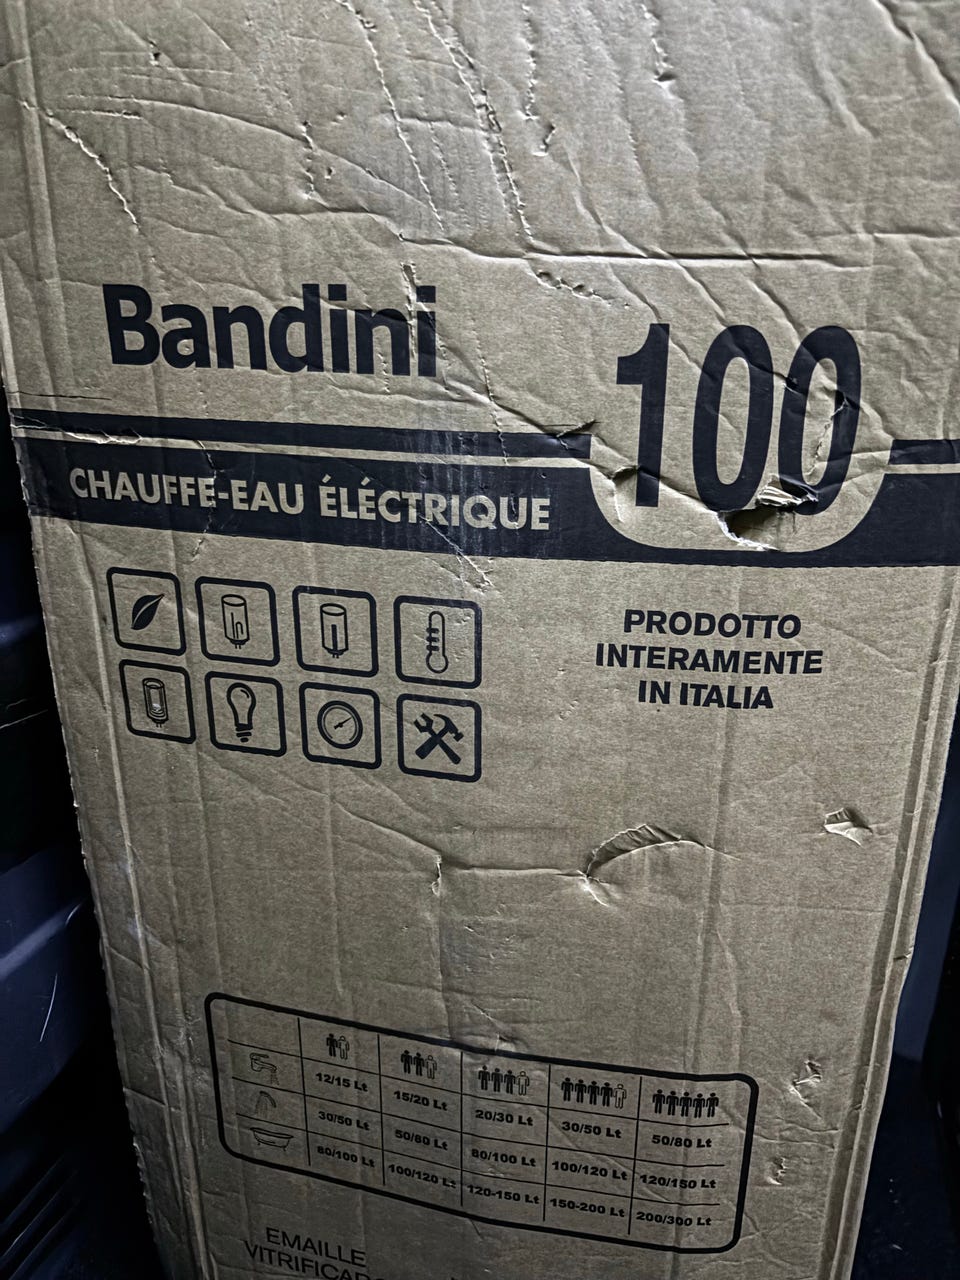 Bandini
100
CHAUFFE-EAU ÉLÉCTRIQUE
PRODOTTO
INTERAMENTE
IN ITALIA
12/15 Lt 15/20 Lt 20/30 Lt 30/50 Lt 50/80 Lt
30/50 Lt 50/80 Lt 80/100 Lt 100/120 Lt 120/150 Lt
80/100 Lt 100/120 Lt 120-150 Lt 150-200 Lt 200/300 Lt
EMAILLE